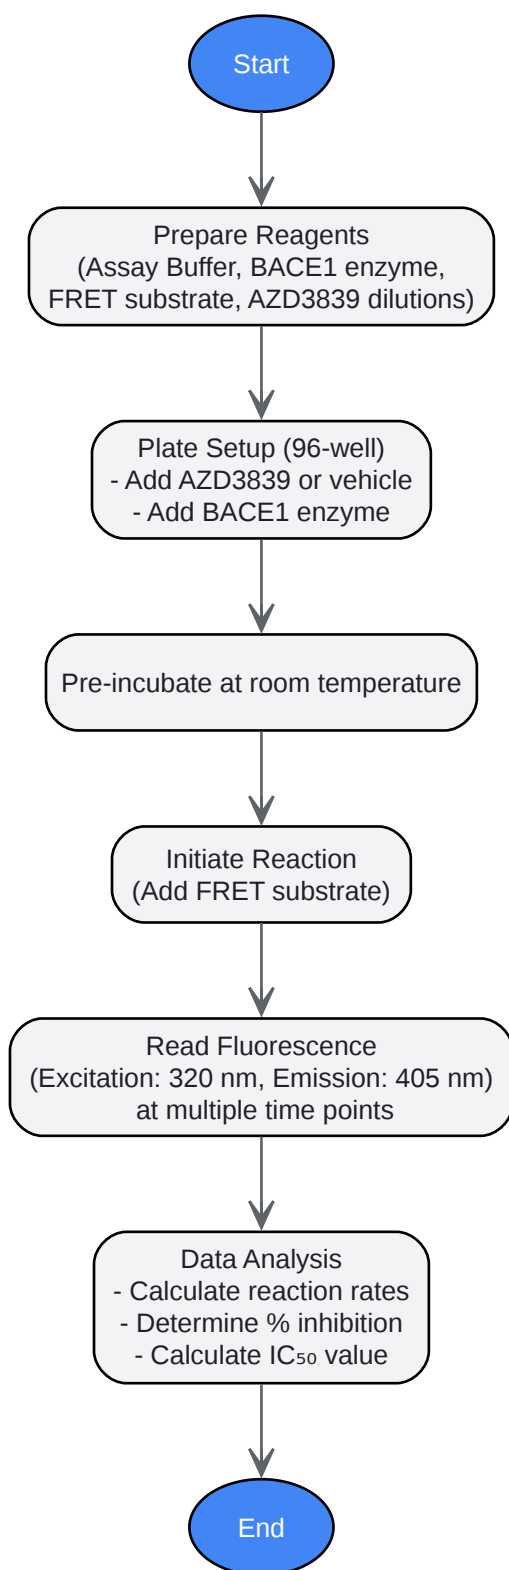 Start
Prepare Reagents
(Assay Buffer, BACE1 enzyme,
FRET substrate, AZD3839 dilutions)
Plate Setup (96-well)
- Add AZD3839 or vehicle
- Add BACE1 enzyme
Pre-incubate at room temperature
Initiate Reaction
(Add FRET substrate)
Read Fluorescence
(Excitation: 320 nm, Emission: 405 nm)
at multiple time points
Data Analysis
- Calculate reaction rates
- Determine % inhibition
- Calculate IC₅₀ value
End